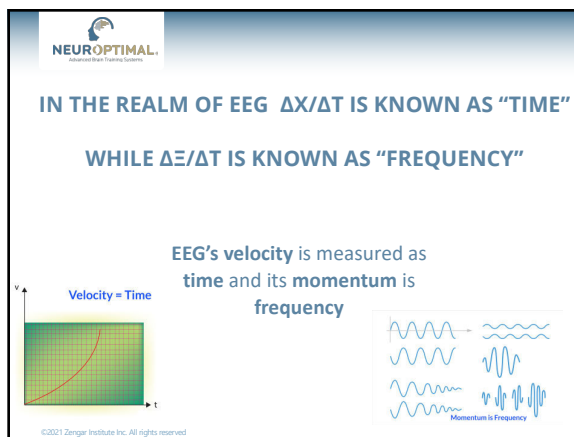 NEUROPTIMAL®
Advanced Brain Training Systems
IN THE REALM OF EEG ΔX/ΔT IS KNOWN AS “TIME”
WHILE ΔΞ/ΔT IS KNOWN AS “FREQUENCY”
EEG’s velocity is measured as
time and its momentum is
frequency
v
Velocity = Time
t
Momentum is Frequency
©2021 Zengar Institute Inc. All rights reserved